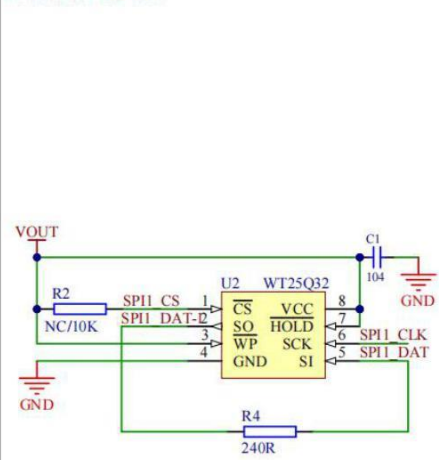 VOUT
C1
104
GND
U2 WT25Q32
R2
NC/10K
SPI1_CS 1 CS VCC 8
SPI1_DAT-1 2 SO HOLD 7
3 WP SCK 6 SPI1_CLK
4 GND SI 5 SPI1_DAT
GND
R4
240R